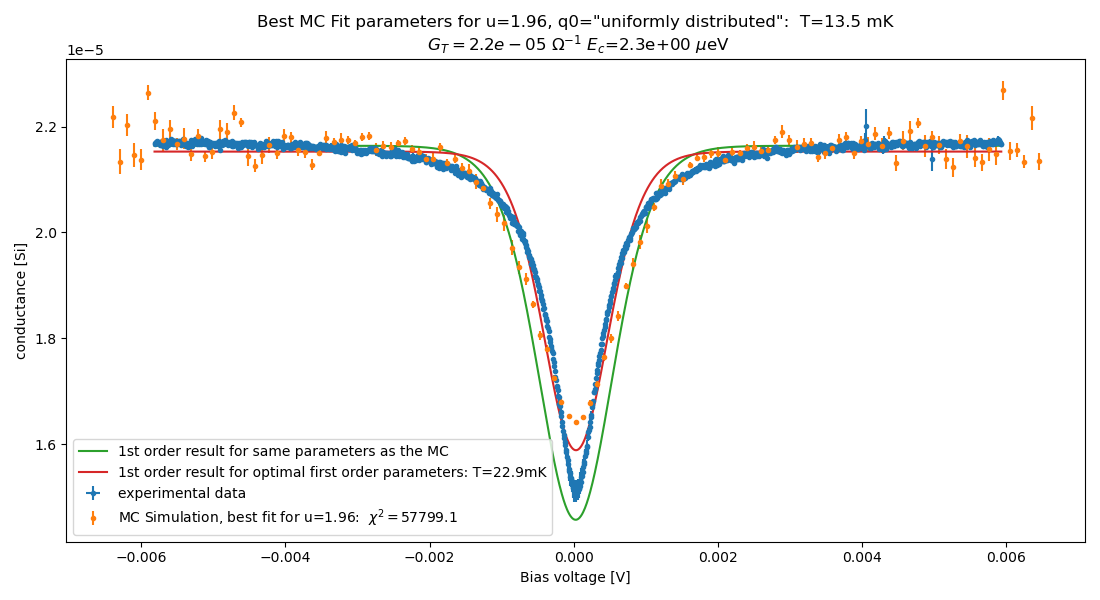 Best MC Fit parameters for u=1.96, q0="uniformly distributed":  T=13.5 mK
G_T = 2.2e − 05 Ω⁻¹ E_c=2.3e+00 μeV
1e−5
2.2
2.0
1.8
1.6
conductance [Si]
1st order result for same parameters as the MC
1st order result for optimal first order parameters: T=22.9mK
experimental data
MC Simulation, best fit for u=1.96:  χ² = 57799.1
−0.006
−0.004
−0.002
0.000
0.002
0.004
0.006
Bias voltage [V]